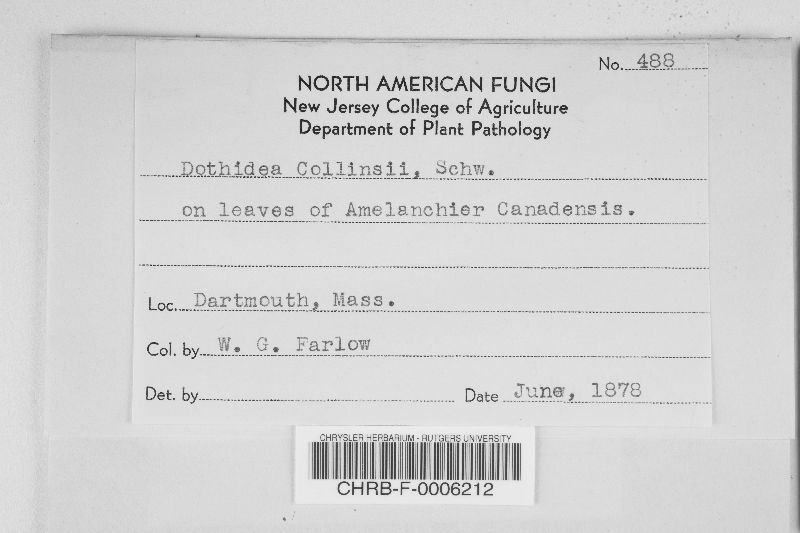 No. 488
NORTH AMERICAN FUNGI
New Jersey College of Agriculture
Department of Plant Pathology
Dothidea Collinsii, Schw.
on leaves of Amelanchier Canadensis.
Loc. Dartmouth, Mass.
Col. by W. G. Farlow
Det. by
Date June, 1878
CHRYSLER HERBARIUM - RUTGERS UNIVERSITY
CHRB-F-0006212